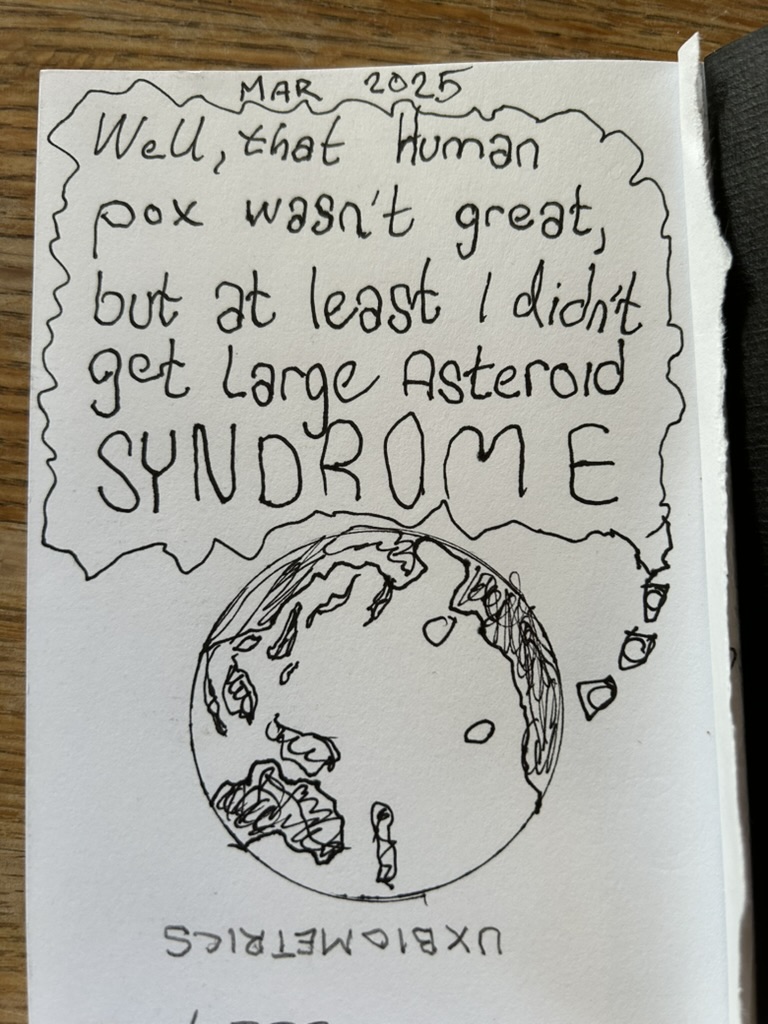 MAR 2025
Well, that Human
pox wasn't great,
but at least I didn't
get Large Asteroid
SYNDROME
UXBIOMETRICS